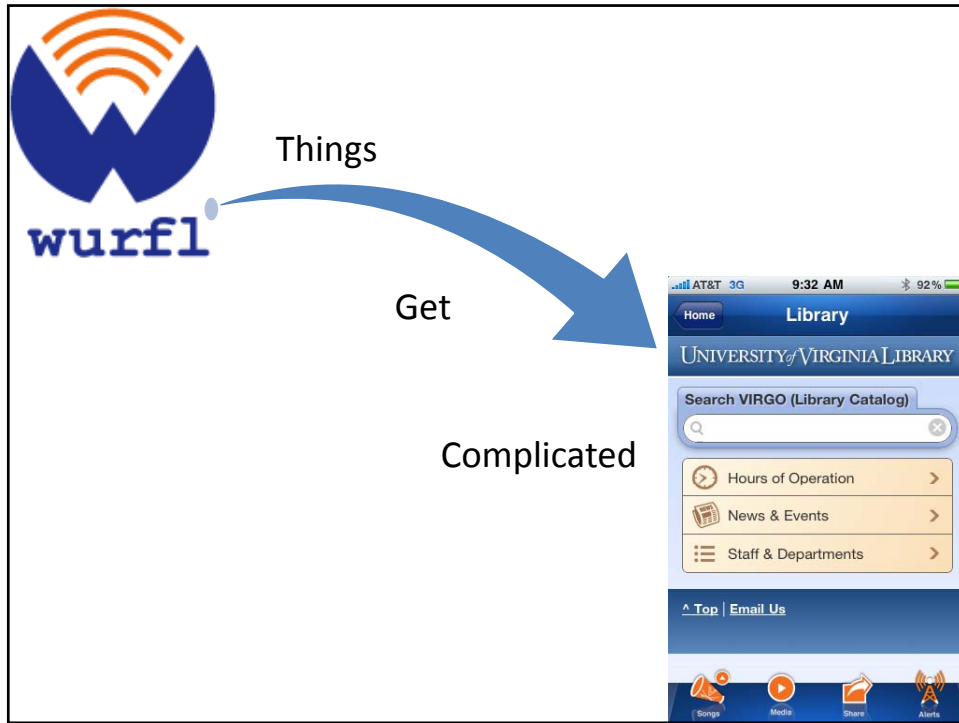 wurfl
Things
Get
Complicated
AT&T 3G 9:32 AM 92%
Home Library
UNIVERSITY of VIRGINIA LIBRARY
Search VIRGO (Library Catalog)
Hours of Operation
News & Events
Staff & Departments
^ Top | Email Us
Songs Media Share Alerts